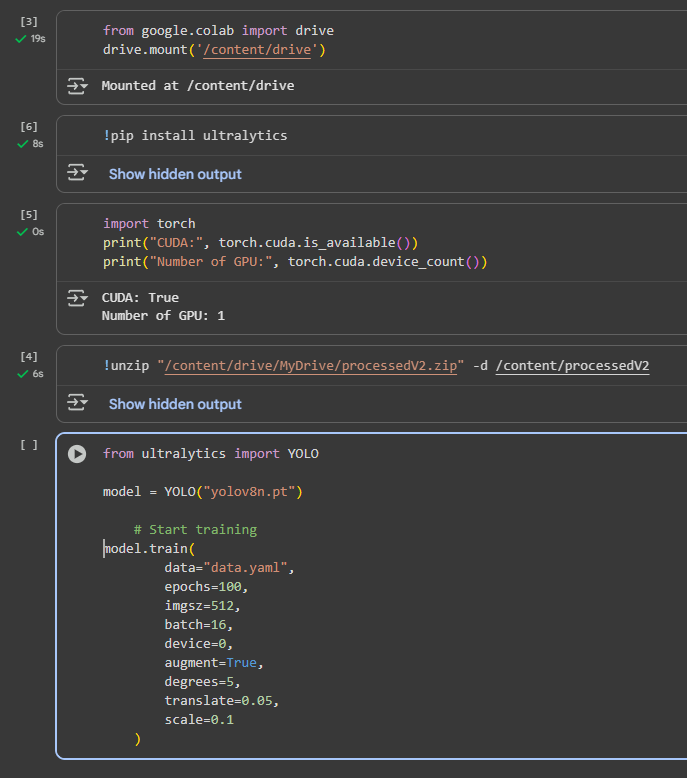 [3]
19s
from google.colab import drive
drive.mount('/content/drive')
Mounted at /content/drive
[6]
8s
!pip install ultralytics
Show hidden output
[5]
0s
import torch
print("CUDA:", torch.cuda.is_available())
print("Number of GPU:", torch.cuda.device_count())
CUDA: True
Number of GPU: 1
[4]
6s
!unzip "/content/drive/MyDrive/processedV2.zip" -d /content/processedV2
Show hidden output
[ ]
from ultralytics import YOLO
model = YOLO("yolov8n.pt")
# Start training
model.train(
data="data.yaml",
epochs=100,
imgsz=512,
batch=16,
device=0,
augment=True,
degrees=5,
translate=0.05,
scale=0.1
)